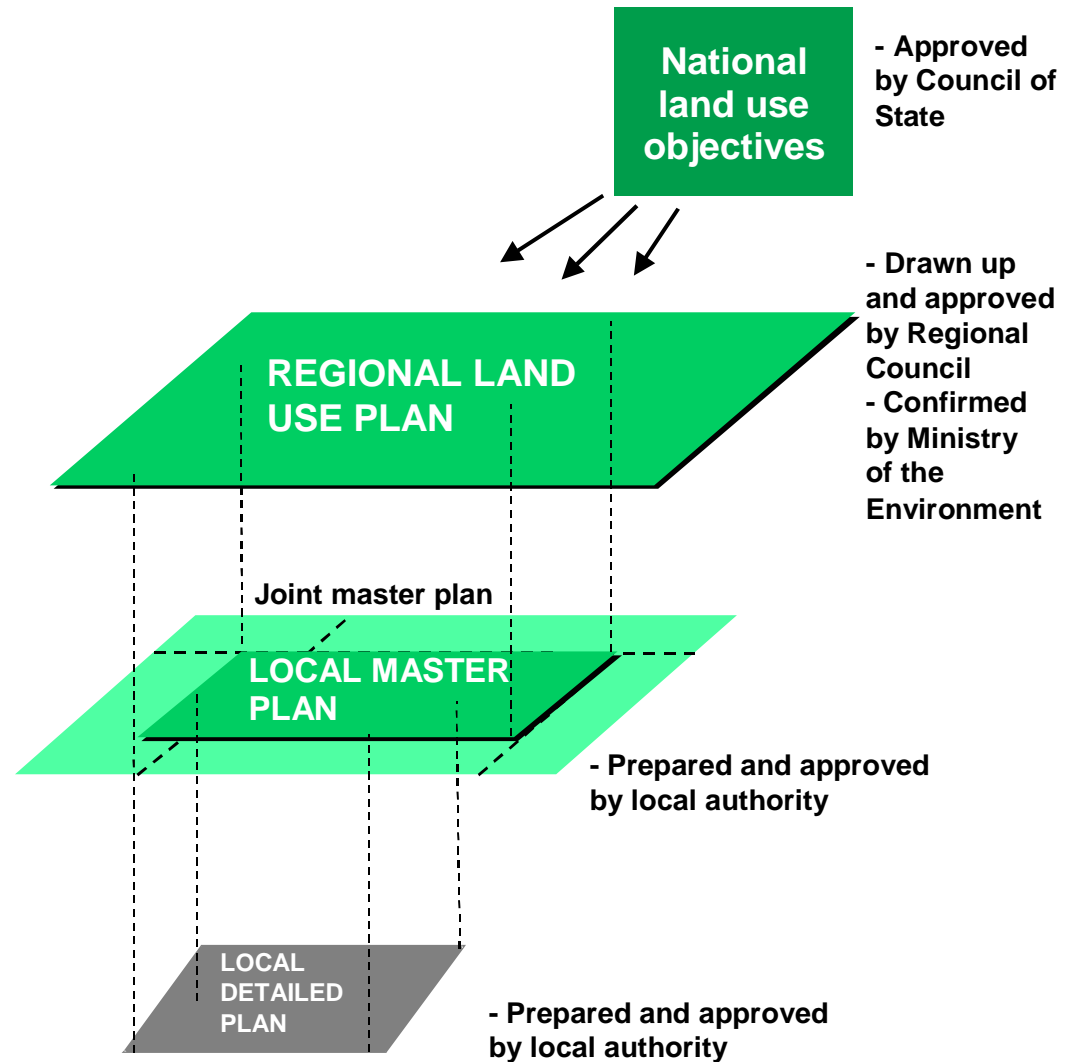 National
land use
objectives
- Approved
by Council of
State
REGIONAL LAND
USE PLAN
- Drawn up
and approved
by Regional
Council
- Confirmed
by Ministry
of the
Environment
Joint master plan
LOCAL MASTER
PLAN
- Prepared and approved
by local authority
LOCAL
DETAILED
PLAN
- Prepared and approved
by local authority